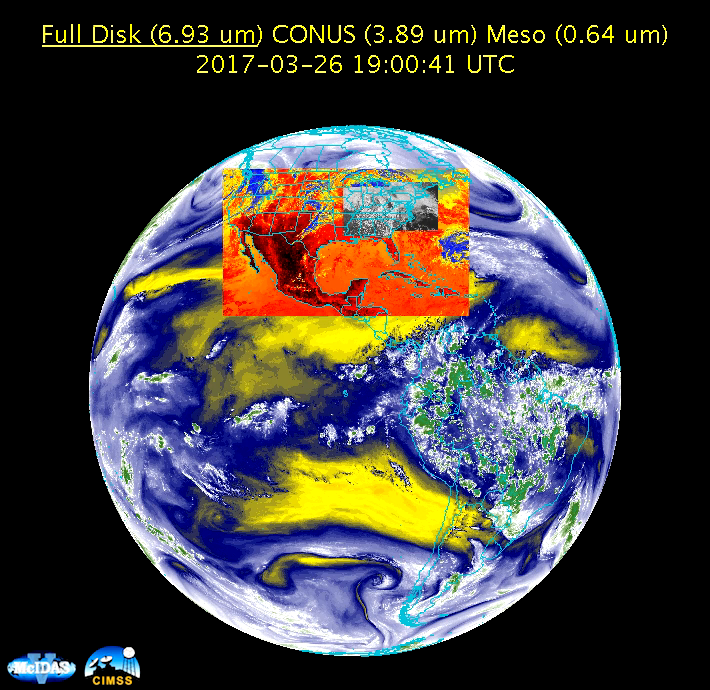 Full Disk (6.93 um) CONUS (3.89 um) Meso (0.64 um)
2017-03-26 19:00:41 UTC
McIDAS
V
CIMSS